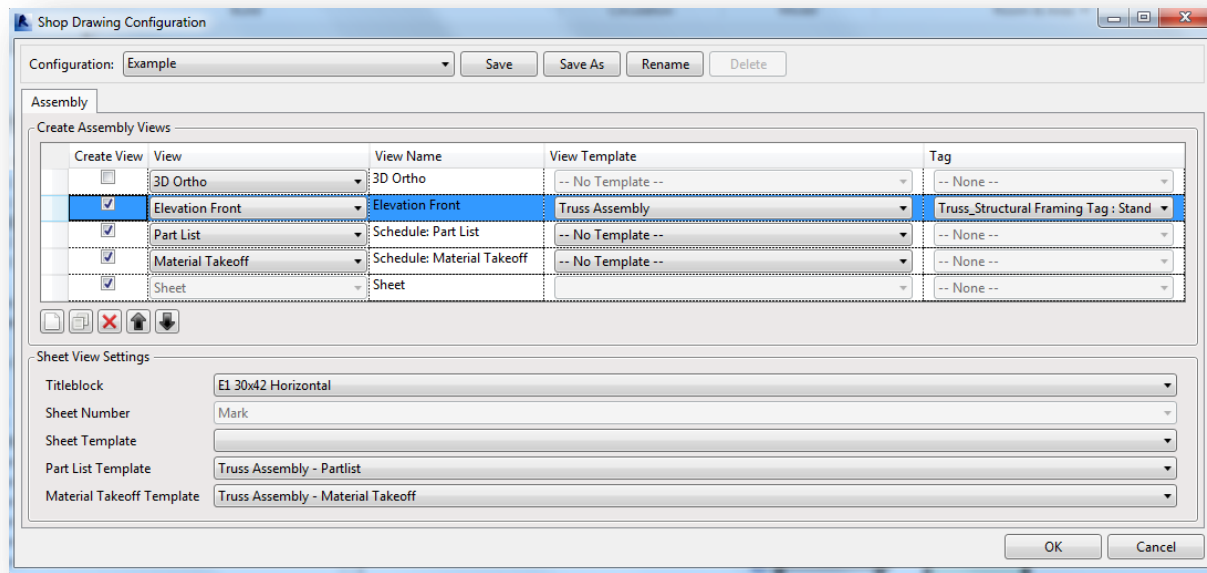 Shop Drawing Configuration
Configuration: Example Save Save As Rename Delete
Assembly
Create Assembly Views
Create View View View Name View Template Tag
3D Ortho 3D Ortho -- No Template -- -- None --
Elevation Front Elevation Front Truss Assembly Truss_Structural Framing Tag : Stand
Part List Schedule: Part List -- No Template -- -- None --
Material Takeoff Schedule: Material Takeoff -- No Template -- -- None --
Sheet Sheet -- None --
Sheet View Settings
Titleblock E1 30x42 Horizontal
Sheet Number Mark
Sheet Template
Part List Template Truss Assembly - Partlist
Material Takeoff Template Truss Assembly - Material Takeoff
OK Cancel